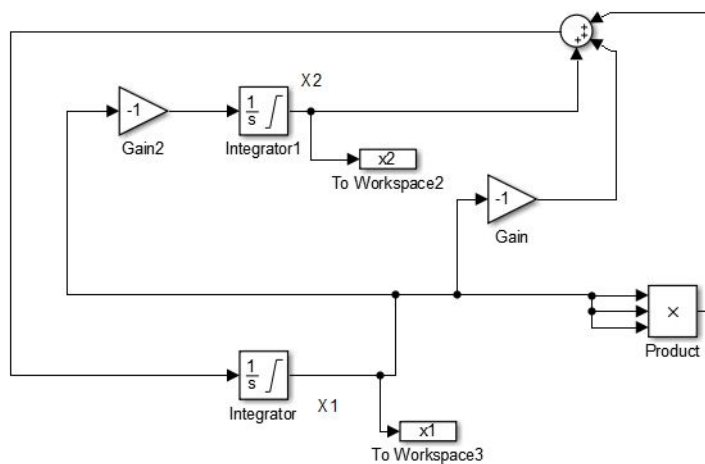 +
+
+
X2
-1
1
s
Gain2
Integrator1
x2
To Workspace2
-1
Gain
×
Product
1
s
Integrator
X1
x1
To Workspace3